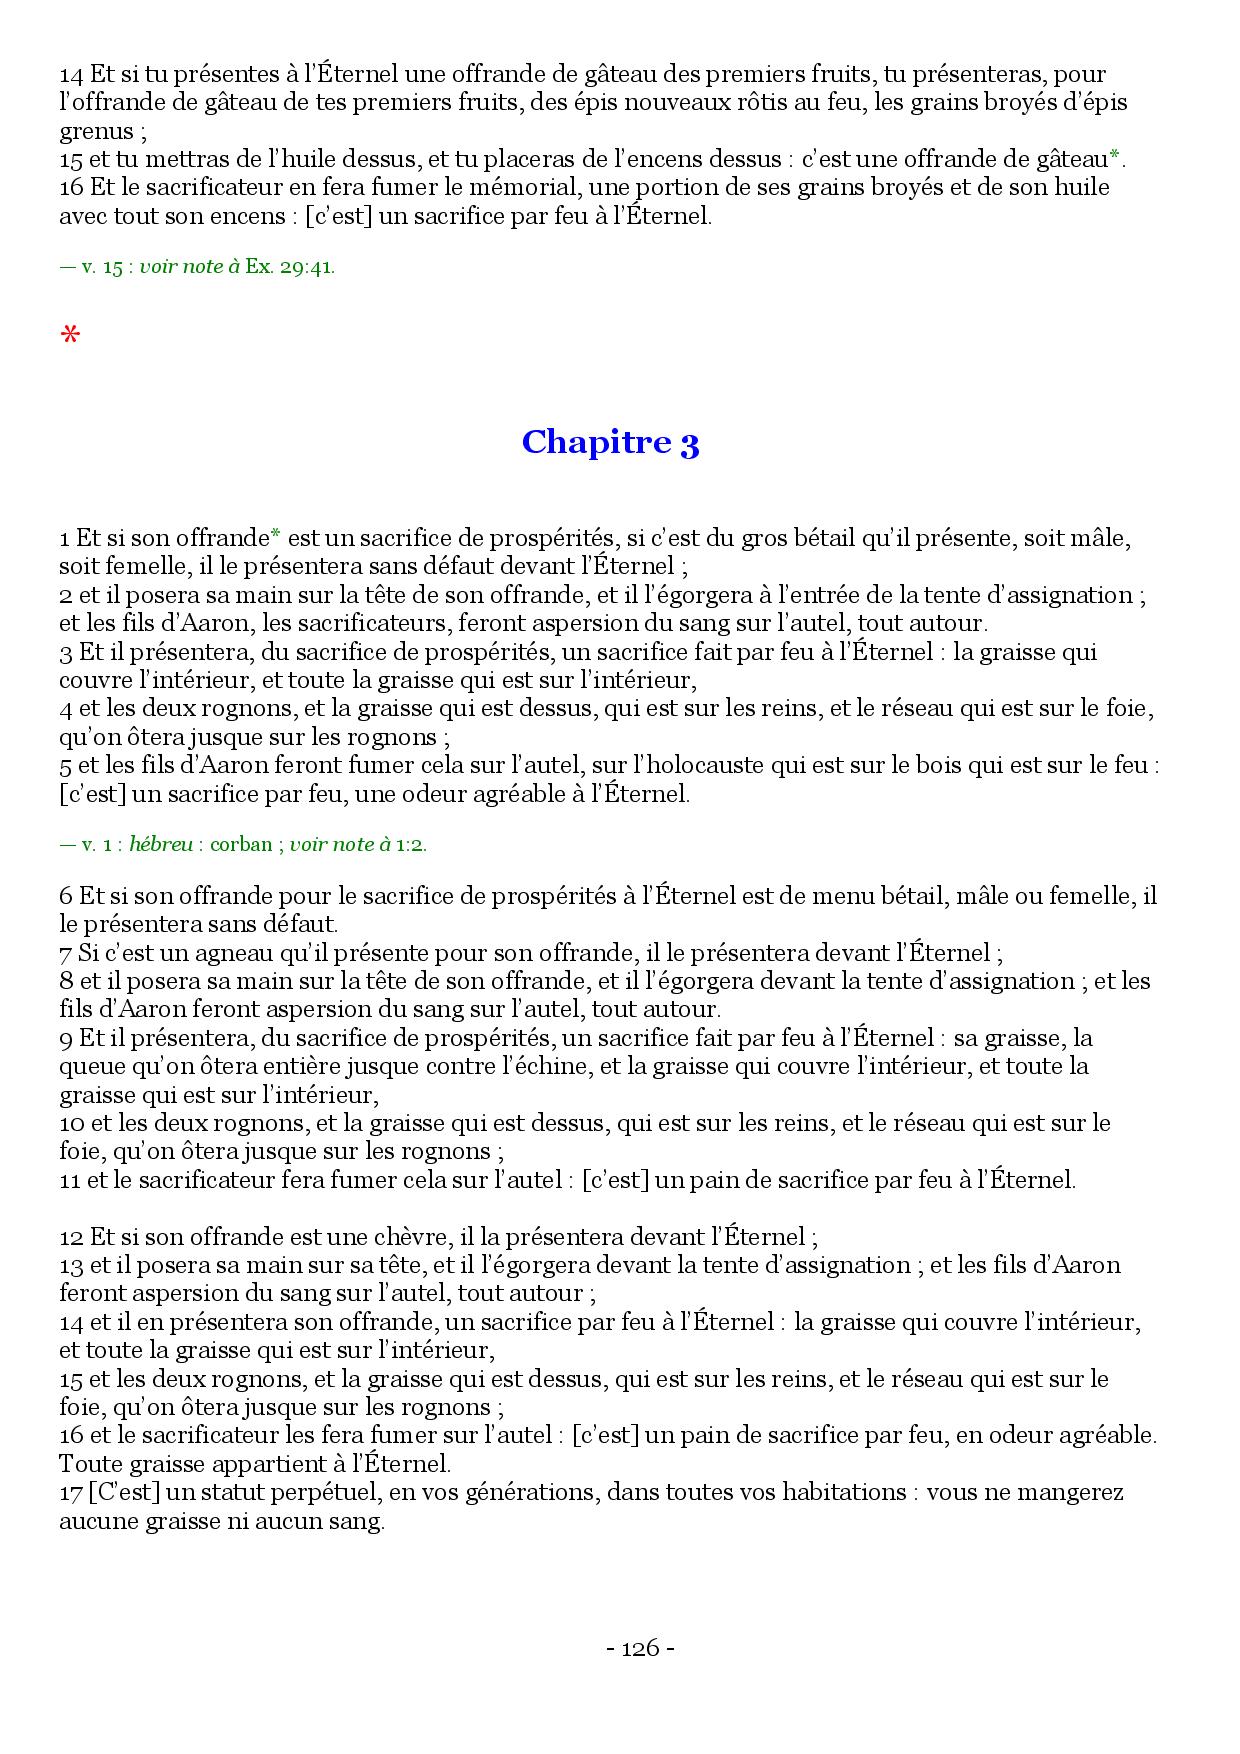 14 Et si tu présentes à l’Éternel une offrande de gâteau des premiers fruits, tu présenteras, pour
l’offrande de gâteau de tes premiers fruits, des épis nouveaux rôtis au feu, les grains broyés d’épis
grenus ;
15 et tu mettras de l’huile dessus, et tu placeras de l’encens dessus : c’est une offrande de gâteau*.
16 Et le sacrificateur en fera fumer le mémorial, une portion de ses grains broyés et de son huile
avec tout son encens : [c’est] un sacrifice par feu à l’Éternel.
— v. 15 : voir note à Ex. 29:41.
*
Chapitre 3
1 Et si son offrande* est un sacrifice de prospérités, si c’est du gros bétail qu’il présente, soit mâle,
soit femelle, il le présentera sans défaut devant l’Éternel ;
2 et il posera sa main sur la tête de son offrande, et il l’égorgera à l’entrée de la tente d’assignation ;
et les fils d’Aaron, les sacrificateurs, feront aspersion du sang sur l’autel, tout autour.
3 Et il présentera, du sacrifice de prospérités, un sacrifice fait par feu à l’Éternel : la graisse qui
couvre l’intérieur, et toute la graisse qui est sur l’intérieur,
4 et les deux rognons, et la graisse qui est dessus, qui est sur les reins, et le réseau qui est sur le foie,
qu’on ôtera jusque sur les rognons ;
5 et les fils d’Aaron feront fumer cela sur l’autel, sur l’holocauste qui est sur le bois qui est sur le feu :
[c’est] un sacrifice par feu, une odeur agréable à l’Éternel.
— v. 1 : hébreu : corban ; voir note à 1:2.
6 Et si son offrande pour le sacrifice de prospérités à l’Éternel est de menu bétail, mâle ou femelle, il
le présentera sans défaut.
7 Si c’est un agneau qu’il présente pour son offrande, il le présentera devant l’Éternel ;
8 et il posera sa main sur la tête de son offrande, et il l’égorgera devant la tente d’assignation ; et les
fils d’Aaron feront aspersion du sang sur l’autel, tout autour.
9 Et il présentera, du sacrifice de prospérités, un sacrifice fait par feu à l’Éternel : sa graisse, la
queue qu’on ôtera entière jusque contre l’échine, et la graisse qui couvre l’intérieur, et toute la
graisse qui est sur l’intérieur,
10 et les deux rognons, et la graisse qui est dessus, qui est sur les reins, et le réseau qui est sur le
foie, qu’on ôtera jusque sur les rognons ;
11 et le sacrificateur fera fumer cela sur l’autel : [c’est] un pain de sacrifice par feu à l’Éternel.
12 Et si son offrande est une chèvre, il la présentera devant l’Éternel ;
13 et il posera sa main sur sa tête, et il l’égorgera devant la tente d’assignation ; et les fils d’Aaron
feront aspersion du sang sur l’autel, tout autour ;
14 et il en présentera son offrande, un sacrifice par feu à l’Éternel : la graisse qui couvre l’intérieur,
et toute la graisse qui est sur l’intérieur,
15 et les deux rognons, et la graisse qui est dessus, qui est sur les reins, et le réseau qui est sur le
foie, qu’on ôtera jusque sur les rognons ;
16 et le sacrificateur les fera fumer sur l’autel : [c’est] un pain de sacrifice par feu, en odeur agréable.
Toute graisse appartient à l’Éternel.
17 [C’est] un statut perpétuel, en vos générations, dans toutes vos habitations : vous ne mangerez
aucune graisse ni aucun sang.
- 126 -